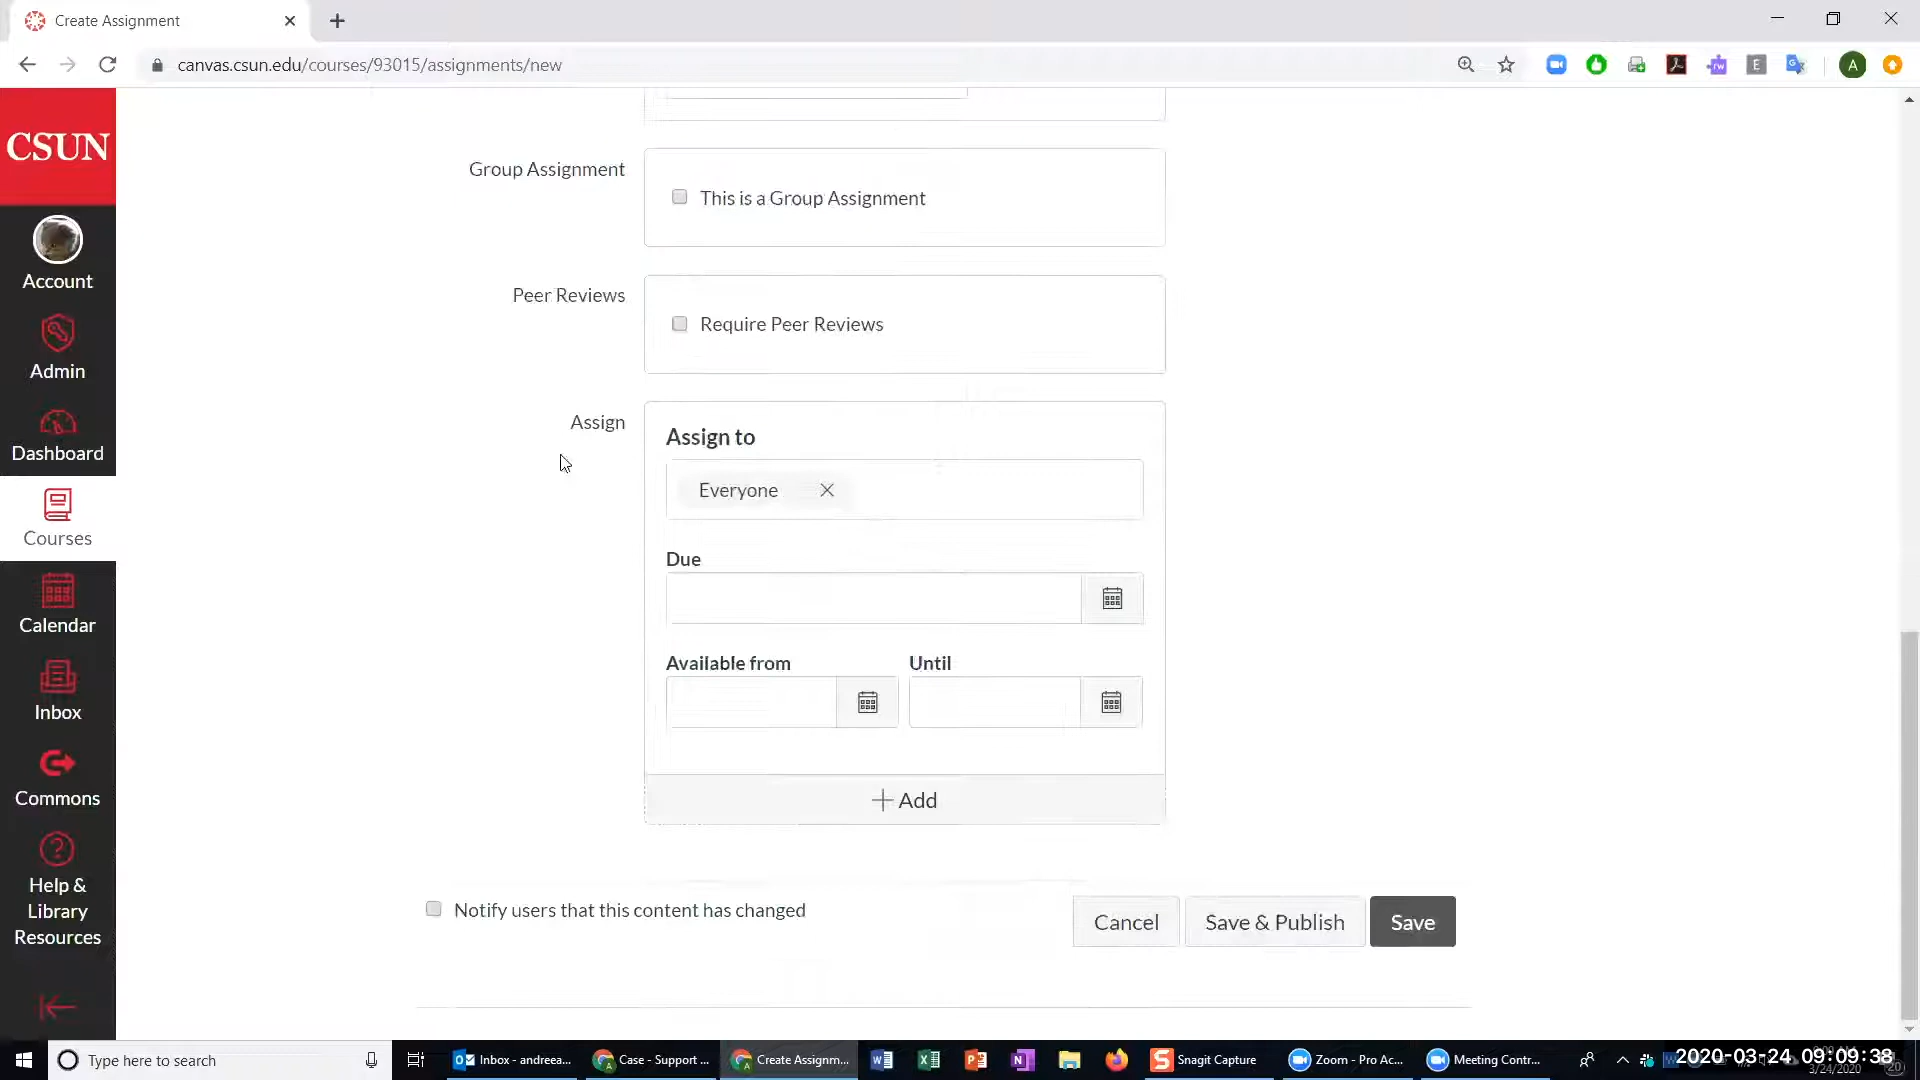 Create Assignment
canvas.csun.edu/courses/93015/assignments/new
A
CSUN
Account
Admin
Dashboard
Courses
Calendar
Inbox
Commons
Help &
Library
Resources
Group Assignment
This is a Group Assignment
Peer Reviews
Require Peer Reviews
Assign
Assign to
Everyone
Due
Available from
Until
Add
Notify users that this content has changed
Cancel
Save & Publish
Save
Type here to search
Inbox - andreea...
Case - Support ...
Create Assignm...
Snagit Capture
Zoom - Pro Ac...
Meeting Contr...
2020-03-24 09:09:38
3/24/2020